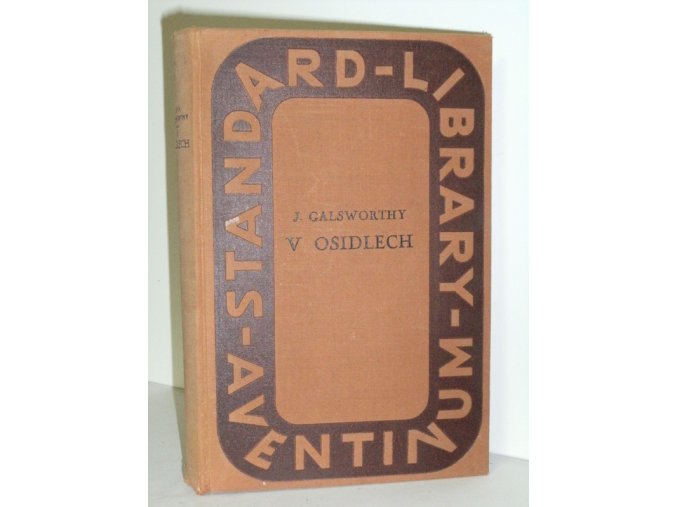 STANDARD-LIBRARY-
AVENTINUM-
J. GALSWORTHY
V OSIDLECH